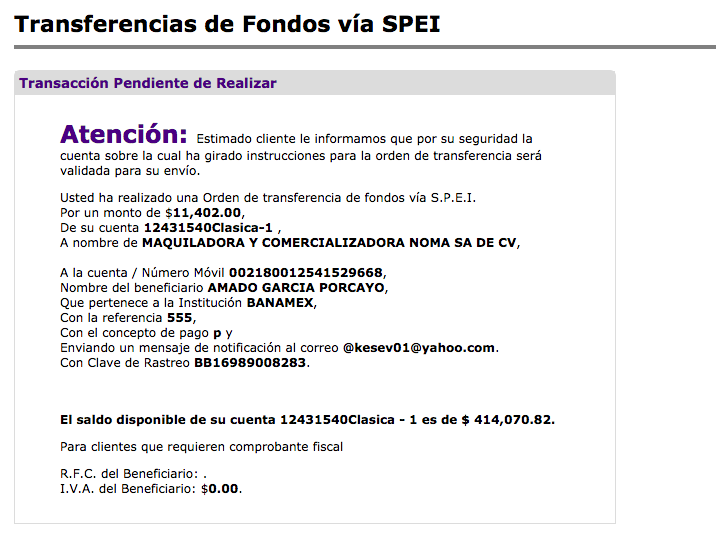 Transferencias de Fondos vía SPEI
Transacción Pendiente de Realizar
Atención: Estimado cliente le informamos que por su seguridad la
cuenta sobre la cual ha girado instrucciones para la orden de transferencia será
validada para su envío.
Usted ha realizado una Orden de transferencia de fondos vía S.P.E.I.
Por un monto de $11,402.00,
De su cuenta 12431540Clasica-1 ,
A nombre de MAQUILADORA Y COMERCIALIZADORA NOMA SA DE CV,
A la cuenta / Número Móvil 002180012541529668,
Nombre del beneficiario AMADO GARCIA PORCAYO,
Que pertenece a la Institución BANAMEX,
Con la referencia 555,
Con el concepto de pago p y
Enviando un mensaje de notificación al correo @kesev01@yahoo.com.
Con Clave de Rastreo BB16989008283.
El saldo disponible de su cuenta 12431540Clasica - 1 es de $ 414,070.82.
Para clientes que requieren comprobante fiscal
R.F.C. del Beneficiario: .
I.V.A. del Beneficiario: $0.00.